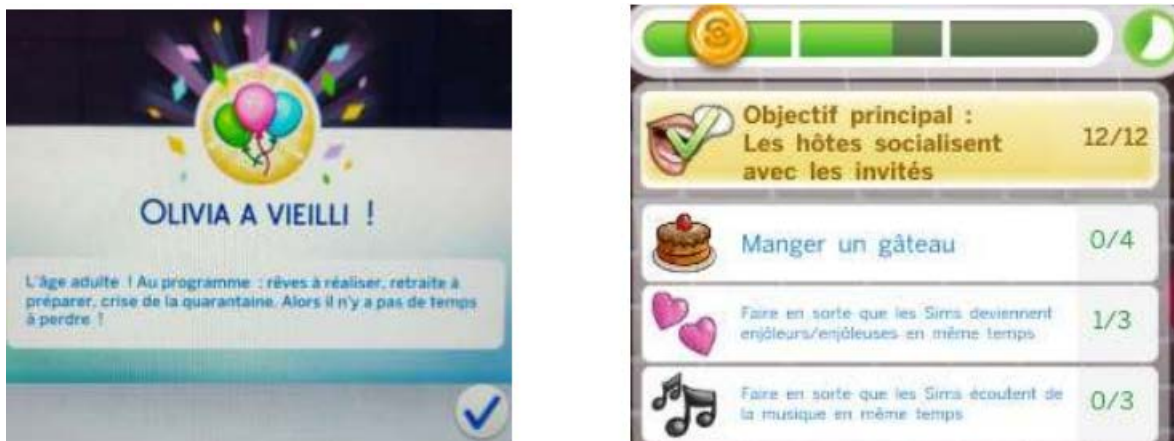 OLIVIA A VIEILLI !
L'âge adulte ! Au programme : rêves à réaliser, retraite à
préparer, crise de la quarantaine. Alors il n'y a pas de temps
à perdre !
Objectif principal :
Les hôtes socialisent
avec les invités
12/12
Manger un gâteau
0/4
Faire en sorte que les Sims deviennent
enjôleurs/enjôleuses en même temps
1/3
Faire en sorte que les Sims écoutent de
la musique en même temps
0/3